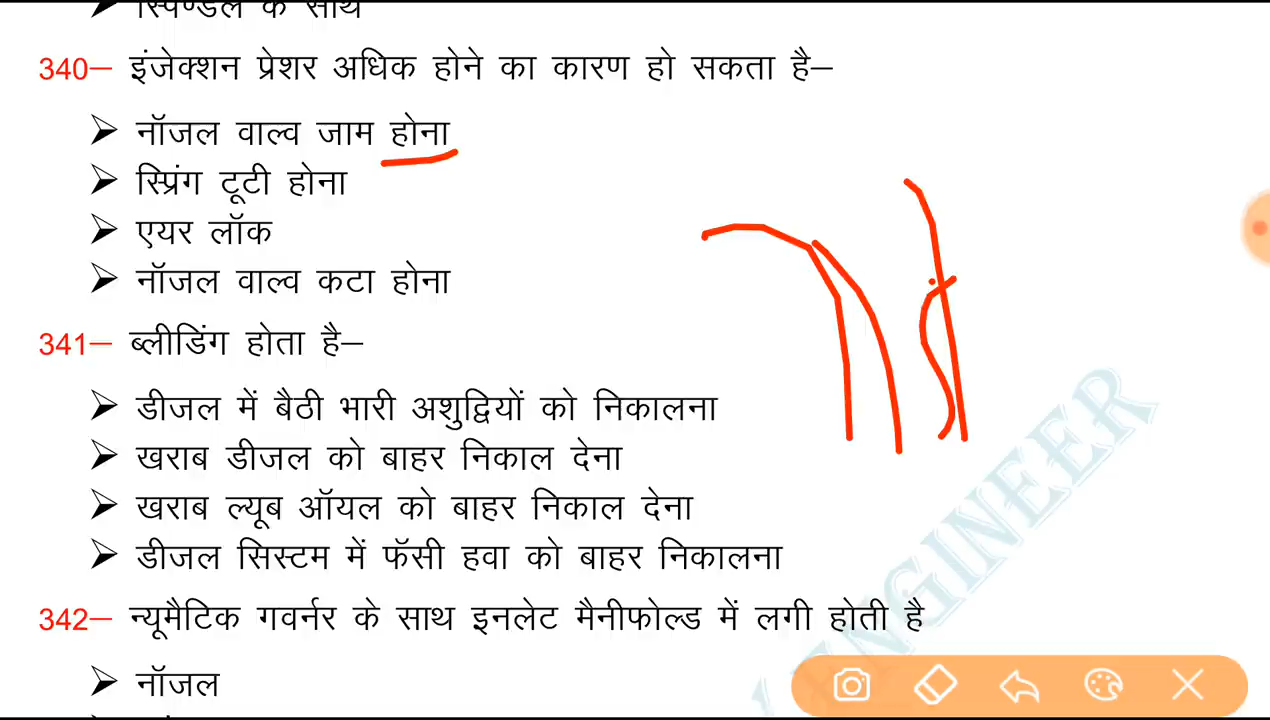 स्पिण्डल के साथ
340– इंजेक्शन प्रेशर अधिक होने का कारण हो सकता है–
➢ नॉजल वाल्व जाम होना
➢ स्प्रिंग टूटी होना
➢ एयर लॉक
➢ नॉजल वाल्व कटा होना
341– ब्लीडिंग होता है–
➢ डीजल में बैठी भारी अशुद्वियों को निकालना
➢ खराब डीजल को बाहर निकाल देना
➢ खराब ल्यूब ऑयल को बाहर निकाल देना
➢ डीजल सिस्टम में फॅसी हवा को बाहर निकालना
342– न्यूमैटिक गवर्नर के साथ इनलेट मैनीफोल्ड में लगी होती है
➢ नॉजल